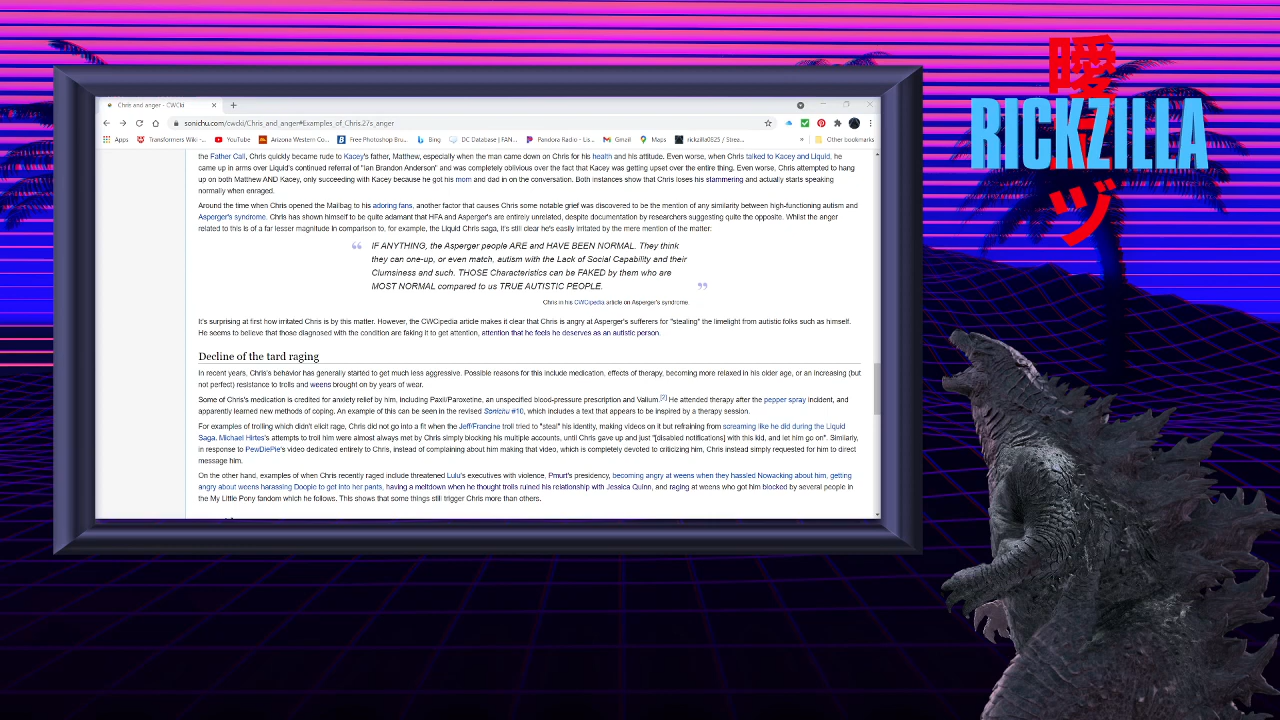 Chris and anger - CWCki
sonichu.com/cwcki/Chris_and_anger#Examples_of_Chris.27s_anger
Apps Transformers Wiki -... YouTube Arizona Western Co... Free Photoshop Brus... Bing DC Database | FAN... Pandora Radio - Lis... Gmail Maps rickzilla0825 / Stree... » Other bookmarks
the Father Call, Chris quickly became rude to Kacey's father, Matthew, especially when the man came down on Chris for his health and his attitude. Even worse, when Chris talked to Kacey and Liquid, he
came up in arms over Liquid's continued referral of "Ian Brandon Anderson" and was completely oblivious over the fact that Kacey was getting upset over the entire thing. Even worse. Chris attempted to hang
up on both Matthew AND Kacey, only succeeding with Kacey because he got his mom and dad in on the conversation. Both instances show that Chris loses his stammering and actually starts speaking
normally when enraged.
Around the time when Chris opened the Mailbag to his adoring fans, another factor that causes Chris some notable grief was discovered to be the mention of any similarity between high-functioning autism and
Asperger's syndrome. Chris has shown himself to be quite adamant that HFA and Asperger's are entirely unrelated, despite documentation by researchers suggesting quite the opposite. Whilst the anger
related to this is of a far lesser magnitude in comparison to, for example, the Liquid Chris saga, it's still clear he's easily irritated by the mere mention of the matter:
“ IF ANYTHING, the Asperger people ARE and HAVE BEEN NORMAL. They think
they can one-up, or even match, autism with the Lack of Social Capability and their
Clumsiness and such. THOSE Characteristics can be FAKED by them who are
MOST NORMAL compared to us TRUE AUTISTIC PEOPLE. ”
Chris in his CWCipedia article on Asperger's syndrome.
It's surprising at first how irritated Chris is by this matter. However, the CWCipedia article makes it clear that Chris is angry at Asperger's sufferers for "stealing" the limelight from autistic folks such as himself.
He seems to believe that those diagnosed with the condition are faking it to get attention, attention that he feels he deserves as an autistic person.
Decline of the tard raging
In recent years, Chris's behavior has generally started to get much less aggressive. Possible reasons for this include medication, effects of therapy, becoming more relaxed in his older age, or an increasing (but
not perfect) resistance to trolls and weens brought on by years of wear.
Some of Chris's medication is credited for anxiety relief by him, including Paxil/Paroxetine, an unspecified blood-pressure prescription and Valium.[2] He attended therapy after the pepper spray incident, and
apparently learned new methods of coping. An example of this can be seen in the revised Sonichu #10, which includes a text that appears to be inspired by a therapy session.
For examples of trolling which didn't elicit rage, Chris did not go into a fit when the Jeff/Francine troll tried to "steal" his identity, making videos on it but refraining from screaming like he did during the Liquid
Saga. Michael Hirtes's attempts to troll him were almost always met by Chris simply blocking his multiple accounts, until Chris gave up and just "[disabled notifications] with this kid, and let him go on". Similarly,
in response to PewDiePie's video dedicated entirely to Chris, instead of complaining about him making that video, which is completely devoted to criticizing him, Chris instead simply requested for him to direct
message him.
On the other hand, examples of when Chris recently raged include threatened Lulu's executives with violence, Pmurt's presidency, becoming angry at weens when they hassled Nowacking about him, getting
angry about weens harassing Doopie to get into her pants, having a meltdown when he thought trolls ruined his relationship with Jessica Quinn, and raging at weens who got him blocked by several people in
the My Little Pony fandom which he follows. This shows that some things still trigger Chris more than others.
RICKZILLA